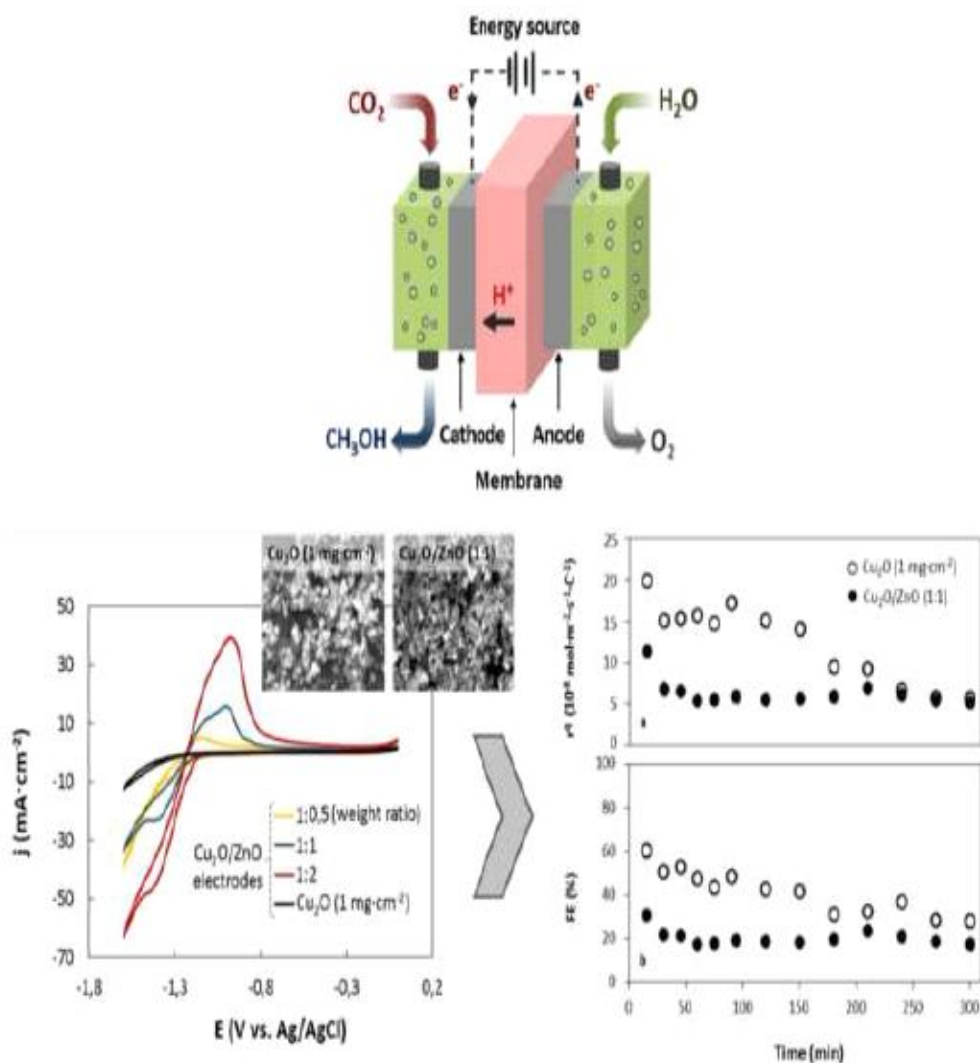 Energy source
e⁻
e⁻
CO₂
H₂O
H⁺
CH₃OH
Cathode
Anode
O₂
Membrane
Cu₂O (1 mg·cm⁻²)
Cu₂O/ZnO (1:1)
50
30
10
-10
-30
-50
-70
j (mA·cm⁻²)
1:0.5 (weight ratio)
1:1
1:2
Cu₂O/ZnO
electrodes
Cu₂O (1 mg·cm⁻²)
-1,8
-1,3
-0,8
-0,3
0,2
E (V vs. Ag/AgCl)
25
20
15
10
5
0
Cu₂O (1 mg·cm⁻²)
Cu₂O/ZnO (1:1)
100
80
60
40
20
0
FE (%)
b
0
50
100
150
200
250
300
Time (min)